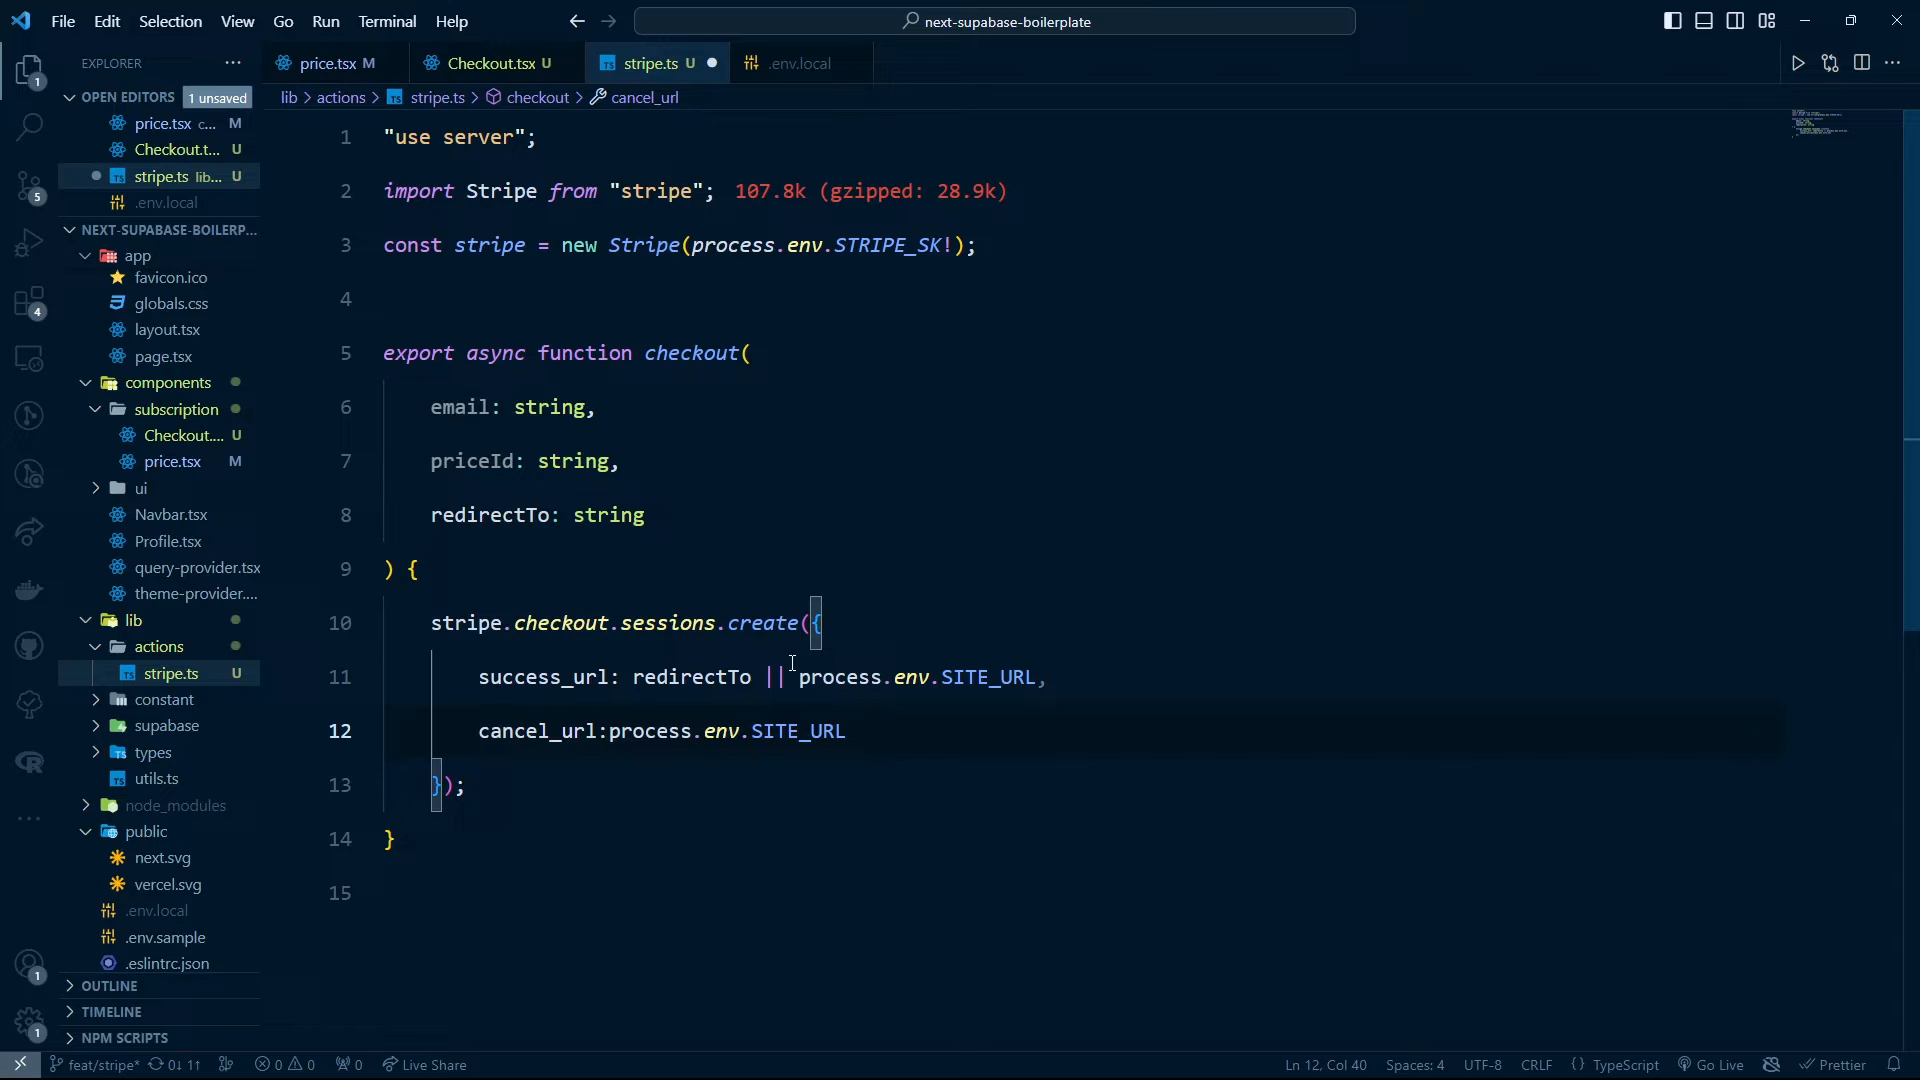 File Edit Selection View Go Run Terminal Help
next-supabase-boilerplate
EXPLORER
OPEN EDITORS 1 unsaved
price.tsx c... M
Checkout.t... U
stripe.ts lib... U
.env.local
NEXT-SUPABASE-BOILERP...
app
favicon.ico
globals.css
layout.tsx
page.tsx
components
subscription
Checkout.... U
price.tsx M
ui
Navbar.tsx
Profile.tsx
query-provider.tsx
theme-provider....
lib
actions
stripe.ts U
constant
supabase
types
utils.ts
node_modules
public
next.svg
vercel.svg
.env.local
.env.sample
.eslintrc.json
OUTLINE
TIMELINE
NPM SCRIPTS
1
5
4
1
1
price.tsx M Checkout.tsx U stripe.ts U .env.local
lib > actions > stripe.ts > checkout > cancel_url
1 "use server";
2 import Stripe from "stripe"; 107.8k (gzipped: 28.9k)
3 const stripe = new Stripe(process.env.STRIPE_SK!);
4
5 export async function checkout(
6 email: string,
7 priceId: string,
8 redirectTo: string
9 ) {
10 stripe.checkout.sessions.create({
11 success_url: redirectTo || process.env.SITE_URL,
12 cancel_url:process.env.SITE_URL
13 });
14 }
15
feat/stripe* 0↓ 1↑ 0 0 0 Live Share
Ln 12, Col 40 Spaces: 4 UTF-8 CRLF {} TypeScript Go Live Prettier